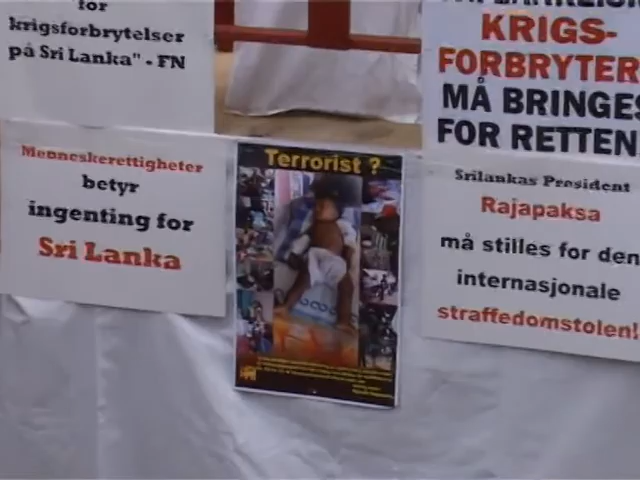 for
krigsforbrytelser
på Sri Lanka" - FN
Menneskerettigheter
betyr
ingenting for
Sri Lanka
Terrorist ?
KRIGS-
FORBRYTER
MÅ BRINGES
FOR RETTEN
Srilankas President
Rajapaksa
må stilles for den
internasjonale
straffedomstolen!